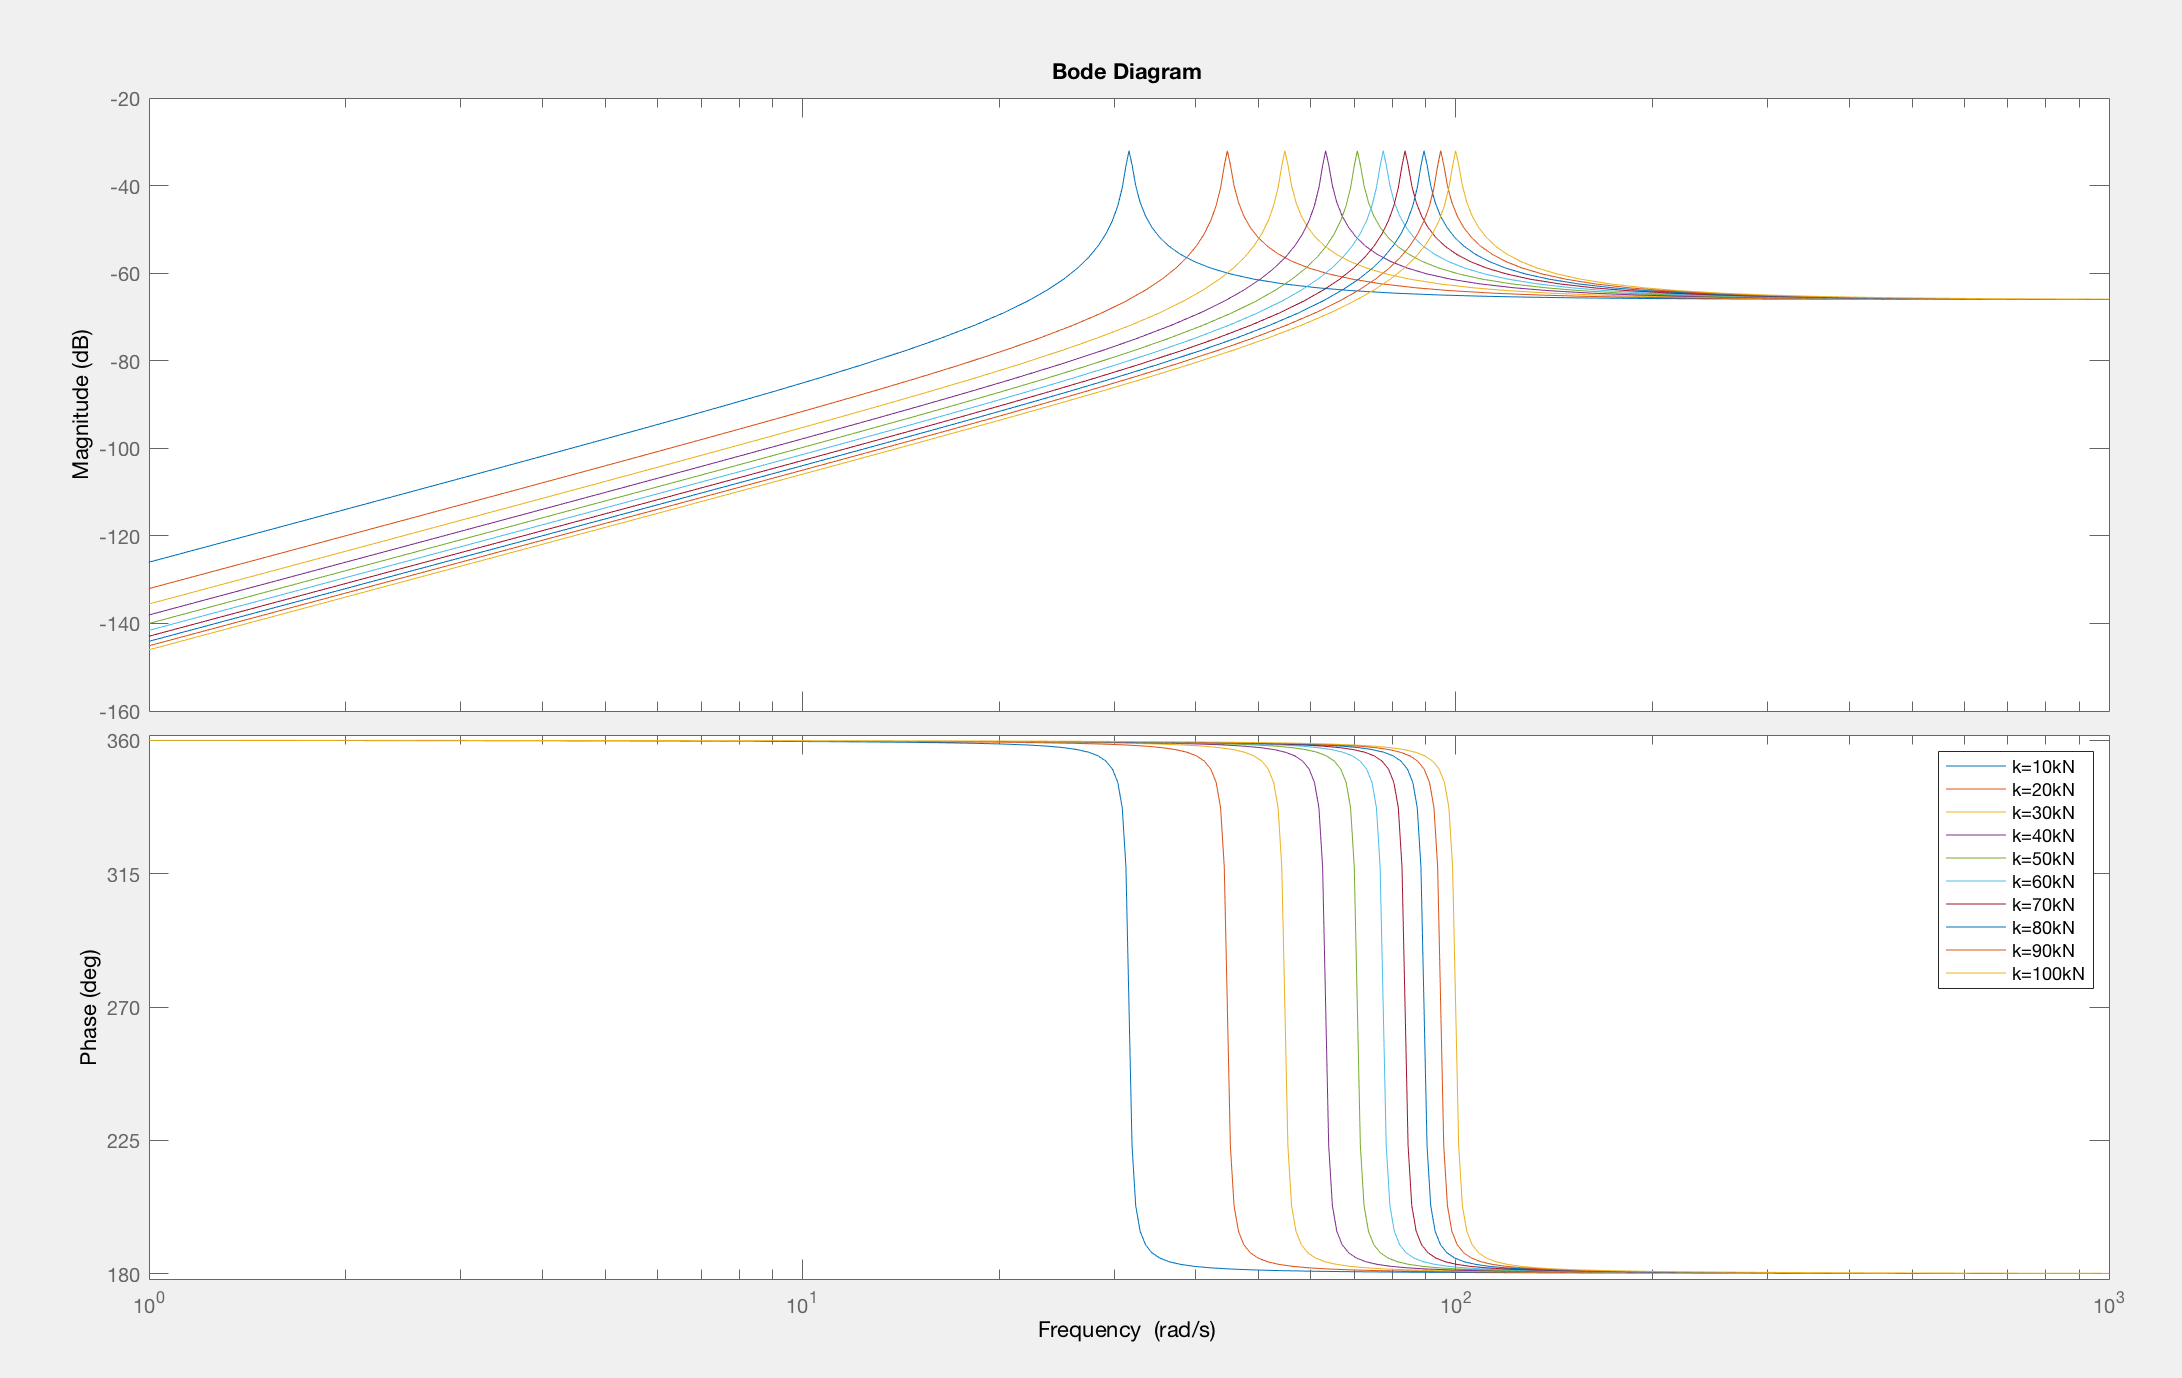 Bode Diagram
Magnitude (dB)
-20
-40
-60
-80
-100
-120
-140
-160
Phase (deg)
360
315
270
225
180
k=10kN
k=20kN
k=30kN
k=40kN
k=50kN
k=60kN
k=70kN
k=80kN
k=90kN
k=100kN
10^0 10^1 10^2 10^3
Frequency (rad/s)